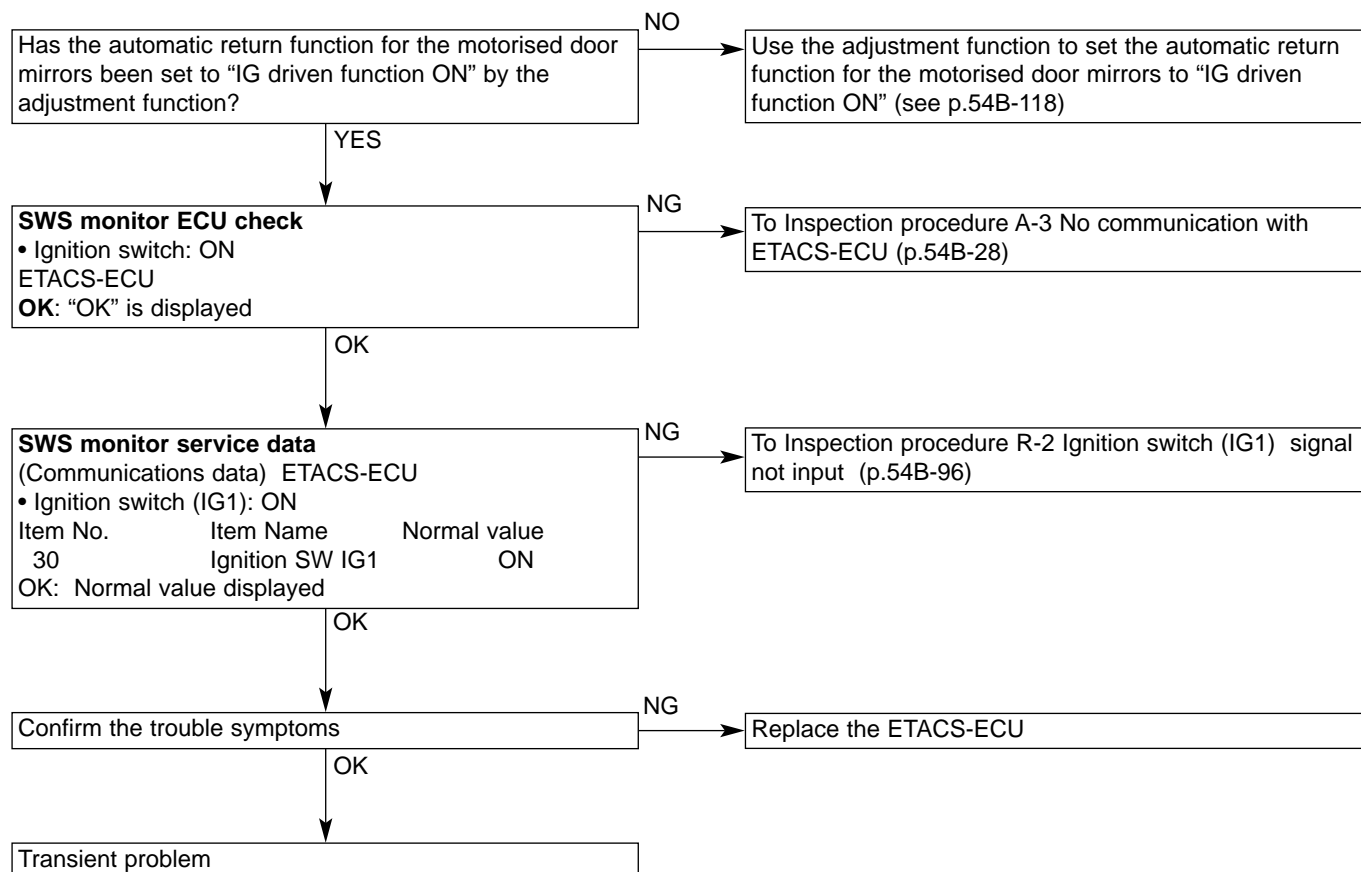 Has the automatic return function for the motorised door
mirrors been set to “IG driven function ON” by the
adjustment function?
NO
Use the adjustment function to set the automatic return
function for the motorised door mirrors to “IG driven
function ON” (see p.54B-118)
YES
SWS monitor ECU check
• Ignition switch: ON
ETACS-ECU
OK: “OK” is displayed
NG
To Inspection procedure A-3 No communication with
ETACS-ECU (p.54B-28)
OK
SWS monitor service data
(Communications data) ETACS-ECU
• Ignition switch (IG1): ON
Item No. Item Name Normal value
30 Ignition SW IG1 ON
OK: Normal value displayed
NG
To Inspection procedure R-2 Ignition switch (IG1) signal
not input (p.54B-96)
OK
Confirm the trouble symptoms
NG
Replace the ETACS-ECU
OK
Transient problem